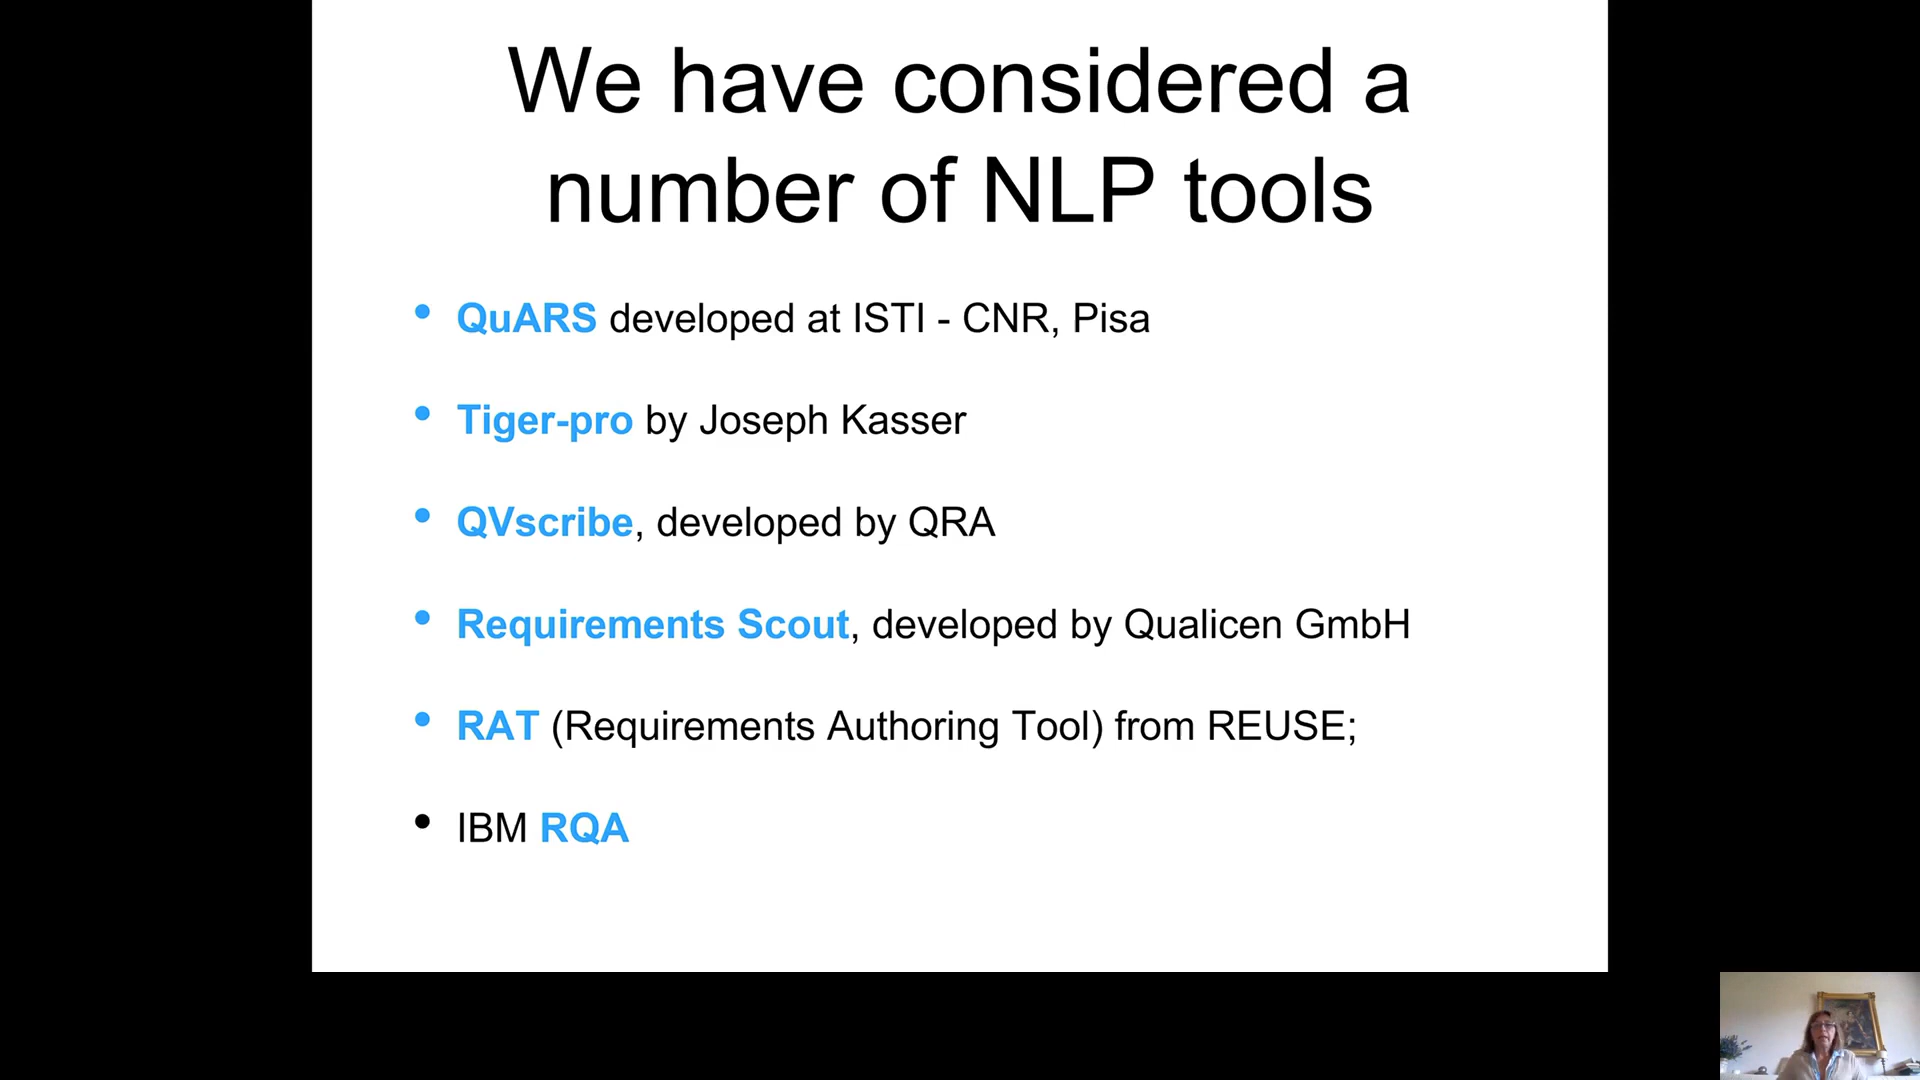 We have considered a
number of NLP tools
• QuARS developed at ISTI - CNR, Pisa
• Tiger-pro by Joseph Kasser
• QVscribe, developed by QRA
• Requirements Scout, developed by Qualicen GmbH
• RAT (Requirements Authoring Tool) from REUSE;
• IBM RQA